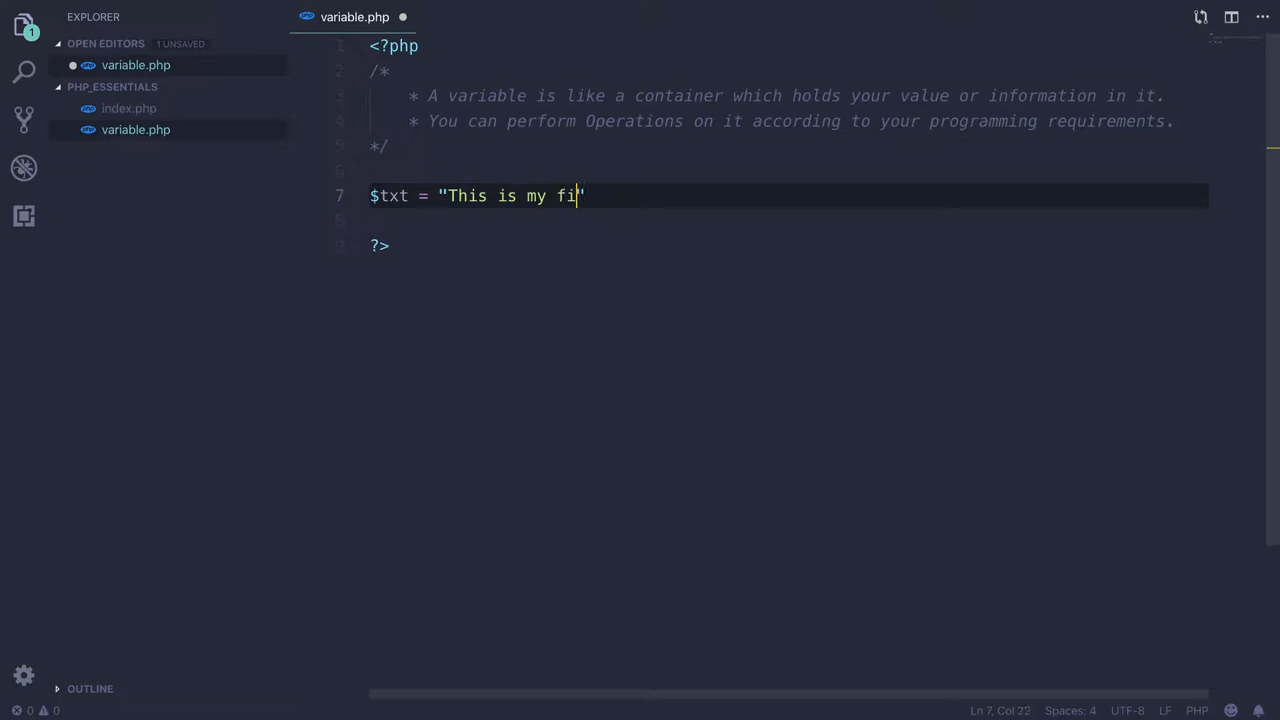 EXPLORER
OPEN EDITORS 1 UNSAVED
variable.php
PHP_ESSENTIALS
index.php
variable.php
OUTLINE
1
php variable.php
1 <?php
2 /*
3 * A variable is like a container which holds your value or information in it.
4 * You can perform Operations on it according to your programming requirements.
5 */
6
7 $txt = "This is my fi"
8
9 ?>
0 0
Ln 7, Col 22
Spaces: 4
UTF-8
LF
PHP